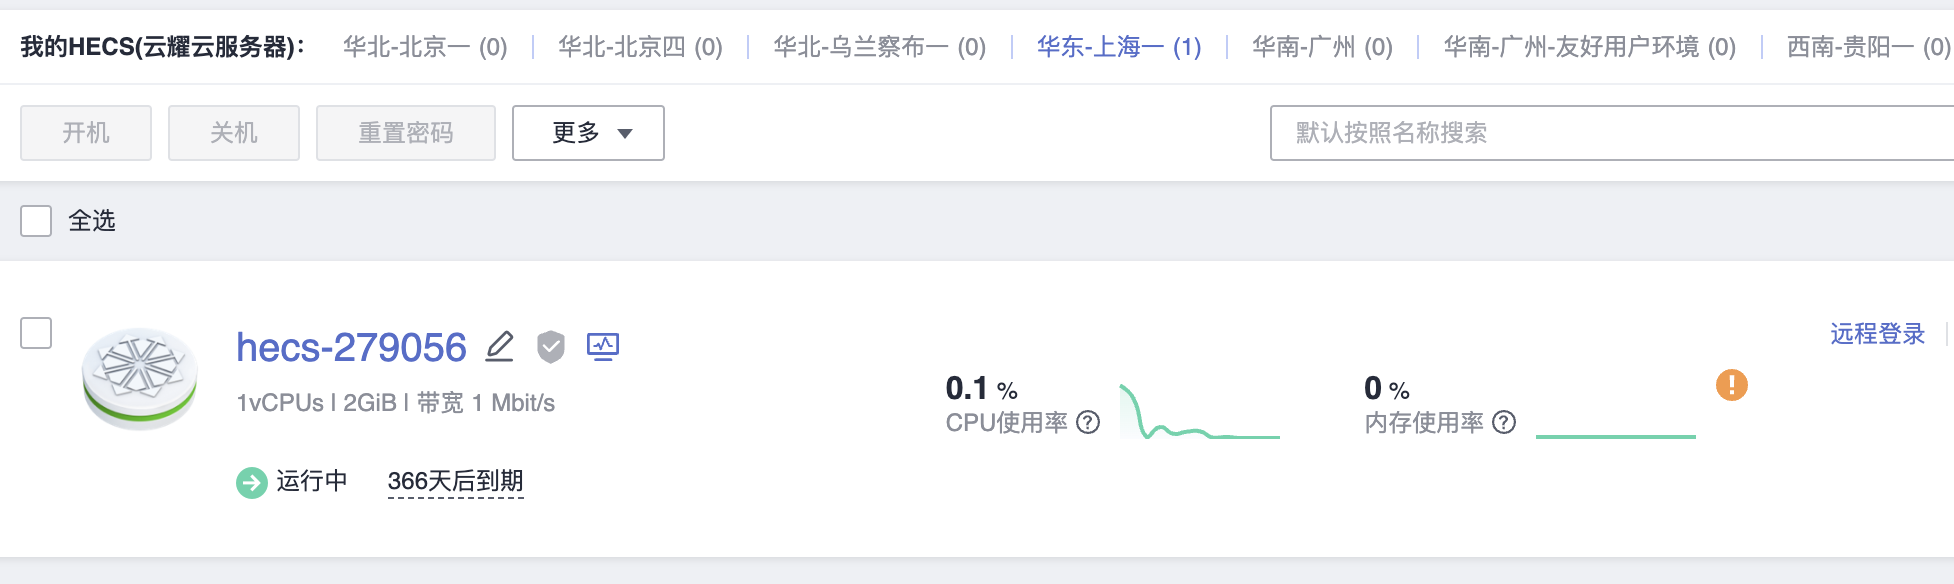 我的HECS(云耀云服务器)： 华北-北京一 (0) | 华北-北京四 (0) | 华北-乌兰察布一 (0) | 华东-上海一 (1) | 华南-广州 (0) | 华南-广州-友好用户环境 (0) | 西南-贵阳一 (0)
开机 关机 重置密码 更多 默认按照名称搜索
全选
hecs-279056 远程登录
1vCPUs | 2GiB | 带宽 1 Mbit/s
0.1 % 0 %
CPU使用率 内存使用率
运行中 366天后到期